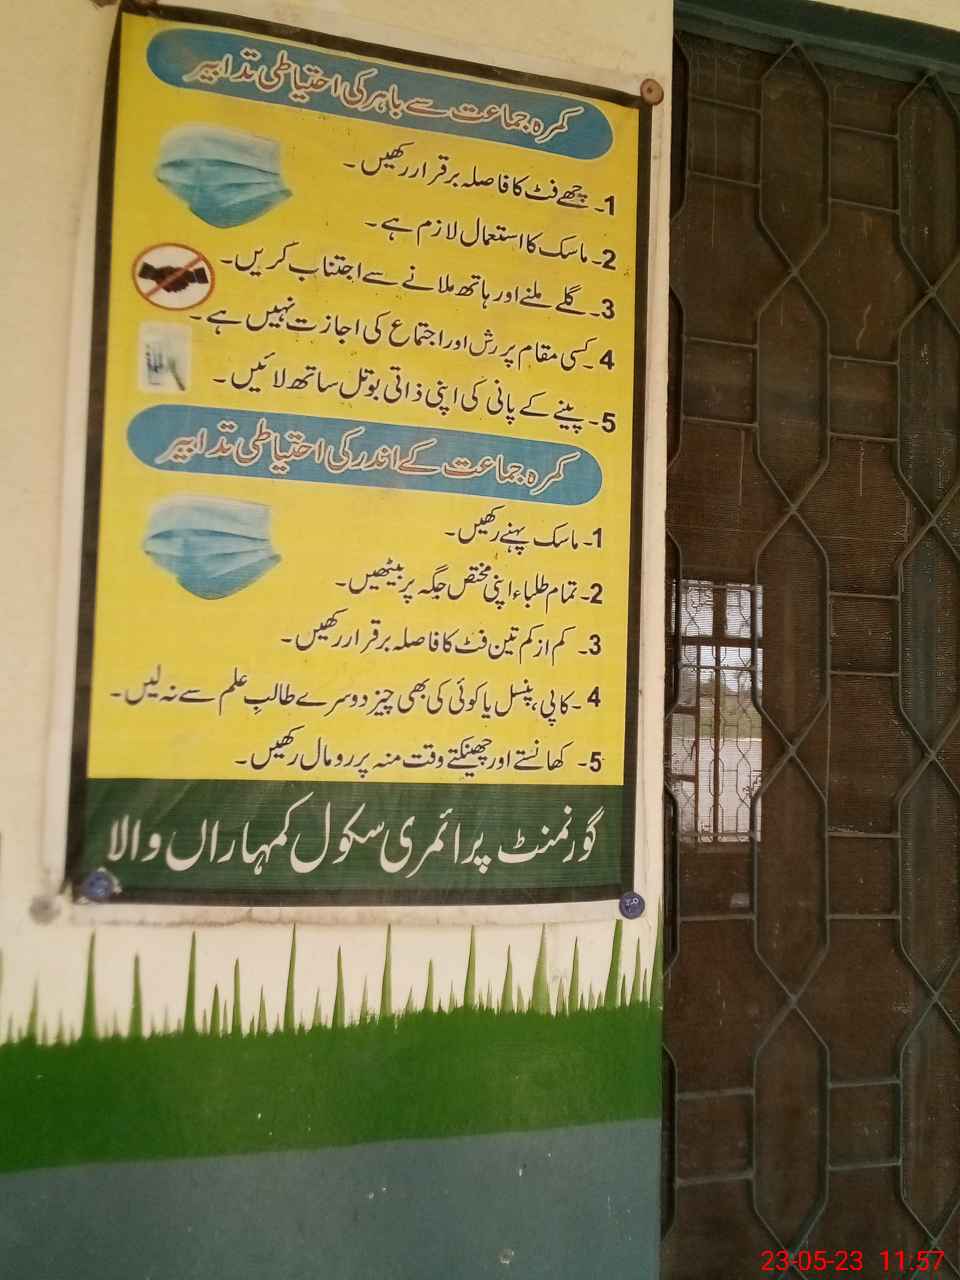 کمرہ جماعت سے باہر کی احتیاطی تدابیر
1۔ چھے فٹ کا فاصلہ برقرار رکھیں۔
2۔ ماسک کا استعمال لازم ہے۔
3۔ گلے ملنے اور ہاتھ ملانے سے اجتناب کریں۔
4۔ کسی مقام پر رش اور اجتماع کی اجازت نہیں ہے۔
5۔ پینے کے پانی کی اپنی ذاتی بوتل ساتھ لائیں۔
کمرہ جماعت کے اندر کی احتیاطی تدابیر
1۔ ماسک پہنے رکھیں۔
2۔ تمام طلباء اپنی مختص جگہ پر بیٹھیں۔
3۔ کم از کم تین فٹ کا فاصلہ برقرار رکھیں۔
4۔ کاپی، پنسل یا کوئی کی بھی چیز دوسرے طالبِ علم سے نہ لیں۔
5۔ کھانستے اور چھینکتے وقت منہ پر رومال رکھیں۔
گورنمنٹ پرائمری سکول کمہاراں والا
23-05-23 11:57